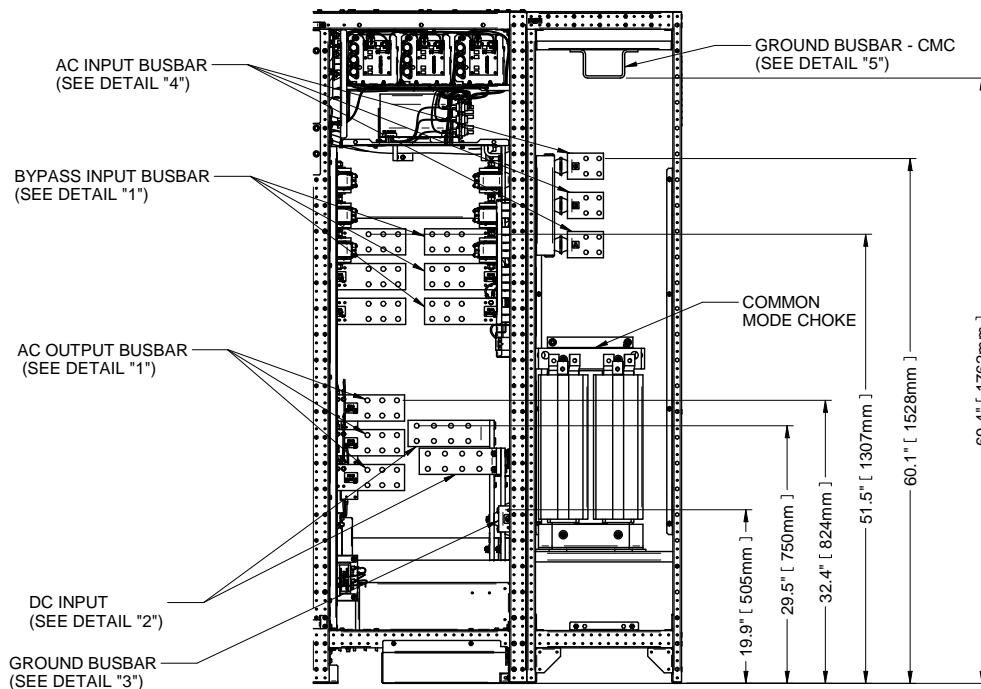 AC INPUT BUSBAR
(SEE DETAIL "4")
GROUND BUSBAR - CMC
(SEE DETAIL "5")
BYPASS INPUT BUSBAR
(SEE DETAIL "1")
COMMON
MODE CHOKE
AC OUTPUT BUSBAR
(SEE DETAIL "1")
DC INPUT
(SEE DETAIL "2")
GROUND BUSBAR
(SEE DETAIL "3")
19.9" [ 505mm ]
29.5" [ 750mm ]
32.4" [ 824mm ]
51.5" [ 1307mm ]
60.1" [ 1528mm ]